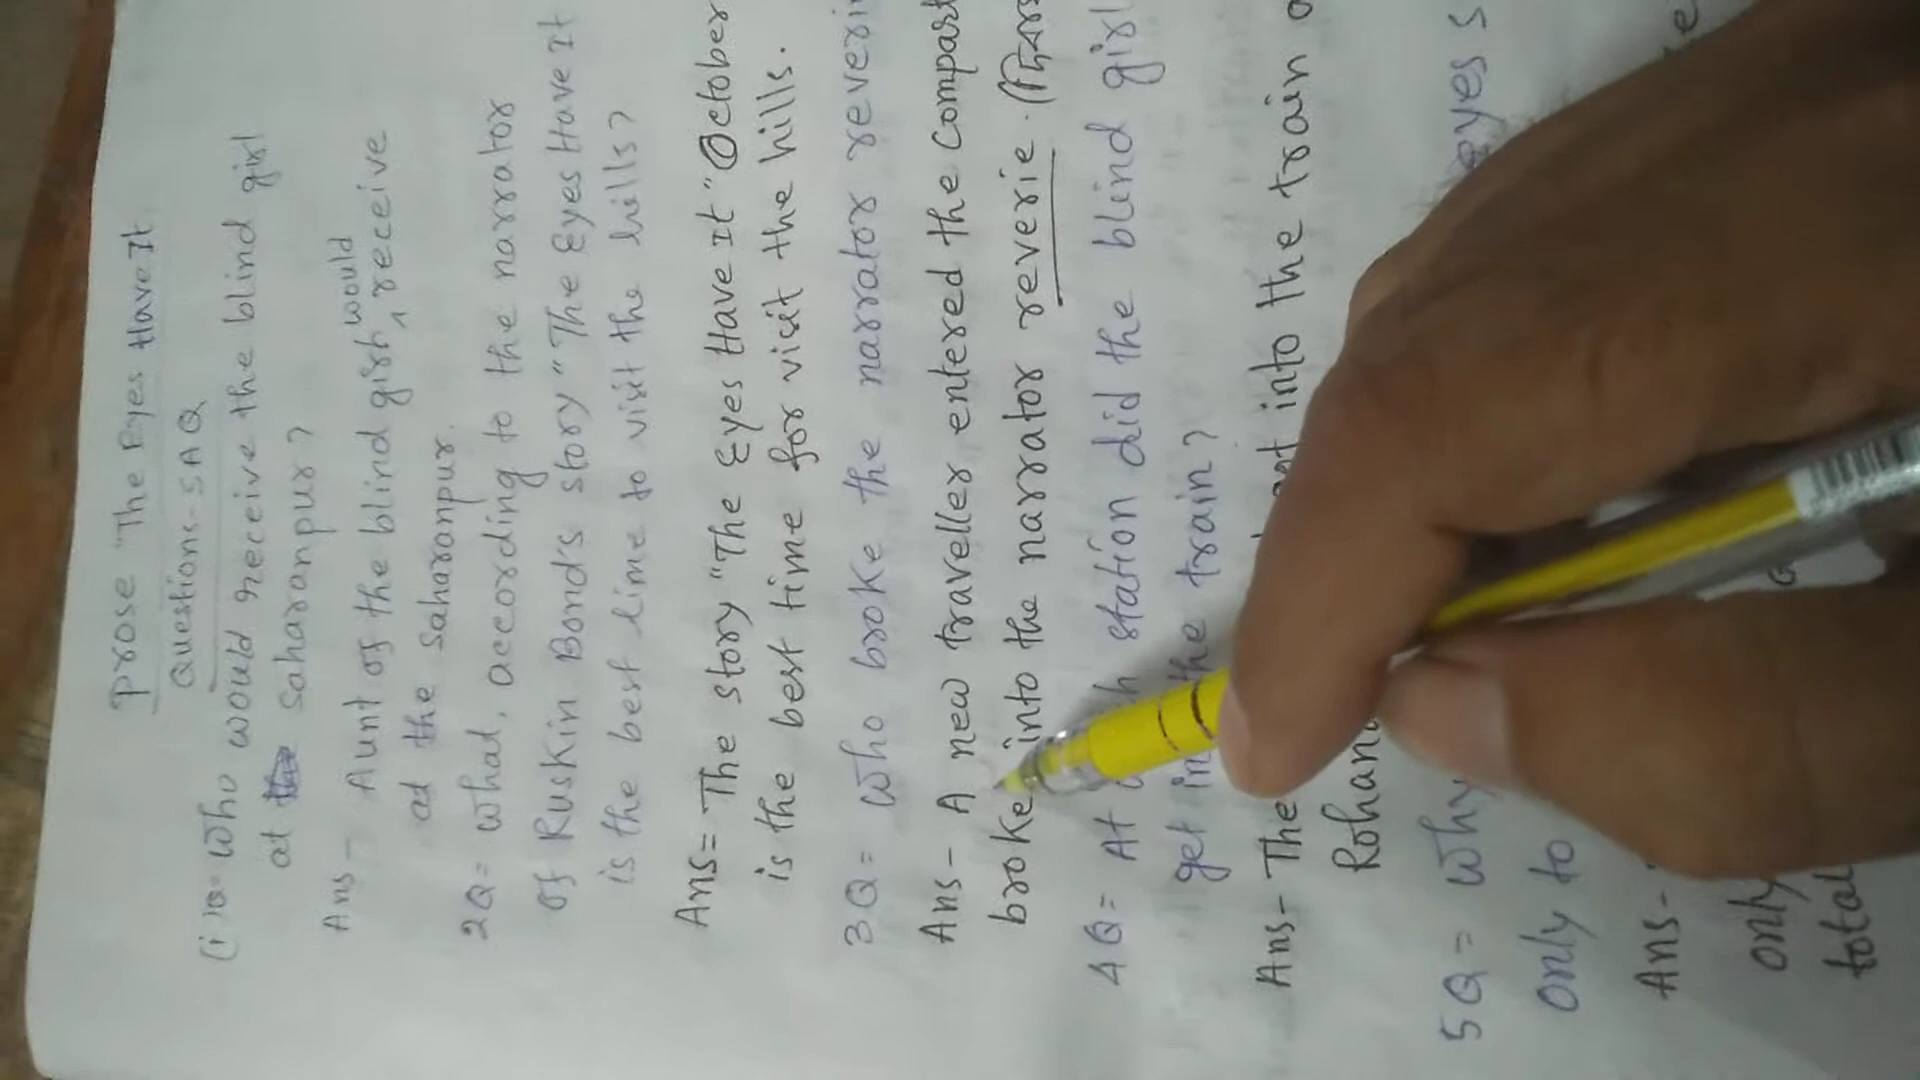 Prose "The Eyes Have It
Questions - SAQ
(i) Q= Who would receive the blind girl
at Saharanpur?
Ans - Aunt of the blind girl would receive
at the Saharanpur.
2Q = What, according to the narrator
of Ruskin Bond's story "The Eyes Have It
is the best time to visit the hills?
Ans = The story "The Eyes Have It" October
is the best time for visit the hills.
3Q = Who broke the narrator
Ans - A new traveller entered the
broke into the narrator reverie.
4Q = At station did the blind girl
get in the train?
Ans - The into the train
5Q = Why eyes
only to
Ans -
only
total